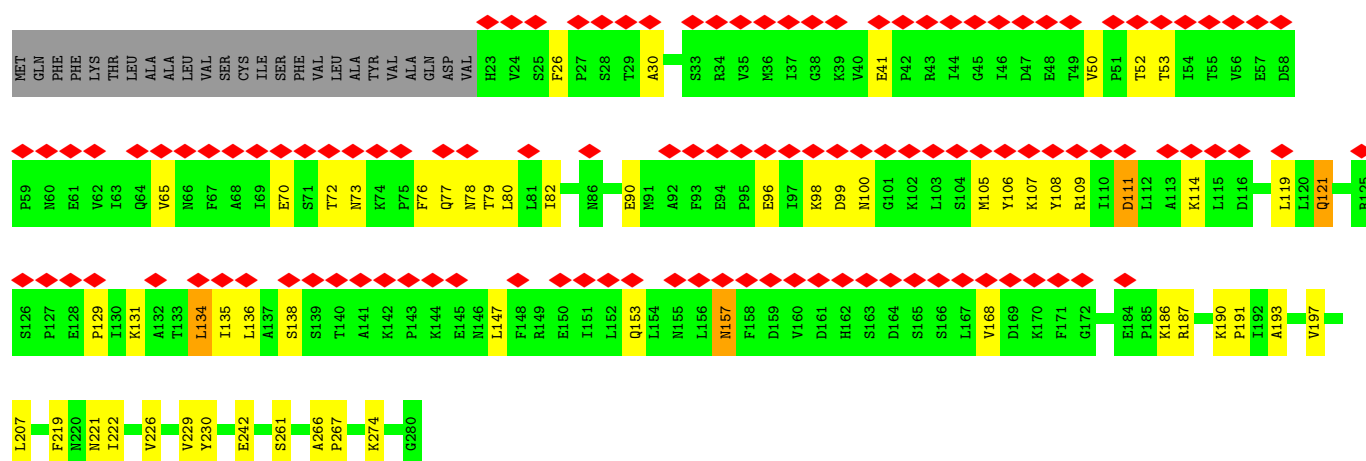 MET GLN PHE PHE LYS THR LEU ALA ALA LEU VAL SER CYS ILE SER PHE VAL LEU ALA TYR VAL ALA GLN ASP VAL H23 V24 S25 F26 P27 S28 T29 A30 S33 R34 V35 M36 I37 G38 K39 V40 E41 P42 R43 I44 G45 I46 D47 E48 T49 V50 P51 T52 T53 I54 T55 V56 E57 D58
P59 N60 E61 V62 I63 Q64 V65 N66 F67 A68 I69 E70 S71 T72 N73 K74 P75 F76 Q77 N78 T79 L80 L81 I82 N86 E90 M91 A92 F93 E94 P95 E96 I97 K98 D99 N100 G101 K102 L103 S104 M105 Y106 K107 Y108 R109 I110 D111 L112 A113 K114 L115 D116 L119 L120 Q121
S126 P127 E128 P129 I130 K131 A132 T133 L134 I135 L136 A137 S138 S139 T140 A141 K142 P143 K144 E145 N146 L147 F148 R149 E150 I151 L152 Q153 L154 N155 L156 N157 F158 D159 V160 D161 H162 S163 D164 S165 S166 L167 V168 D169 K170 F171 G172 E184 P185 K186 R187 K190 P191 I192 A193 V197
L207 F219 N220 N221 I222 V226 V229 Y230 E242 S261 A266 P267 K274 G280